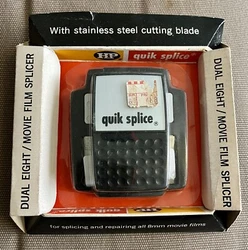 With stainless steel cutting blade
HP quik splice
DUAL EIGHT / MOVIE FILM SPLICER
DUAL EIGHT / MOVIE FILM SPLICER
quik splice®
for splicing and repairing all 8mm movie films